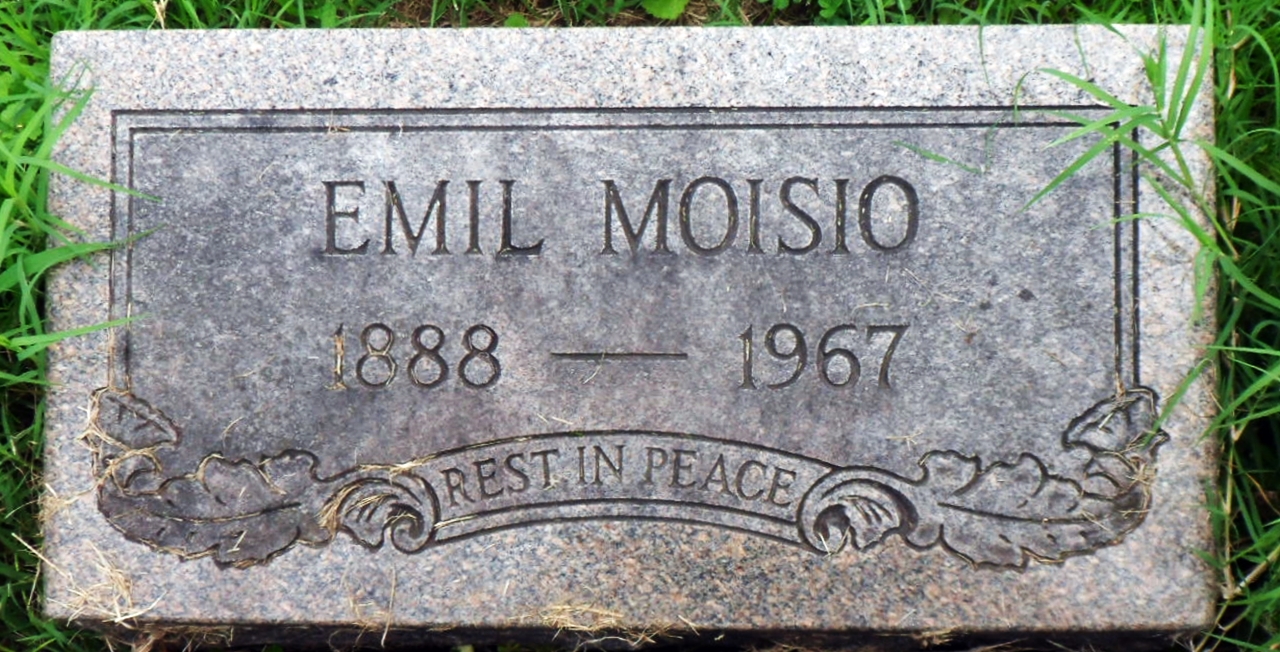 EMIL MOISIO
1888 — 1967
REST IN PEACE